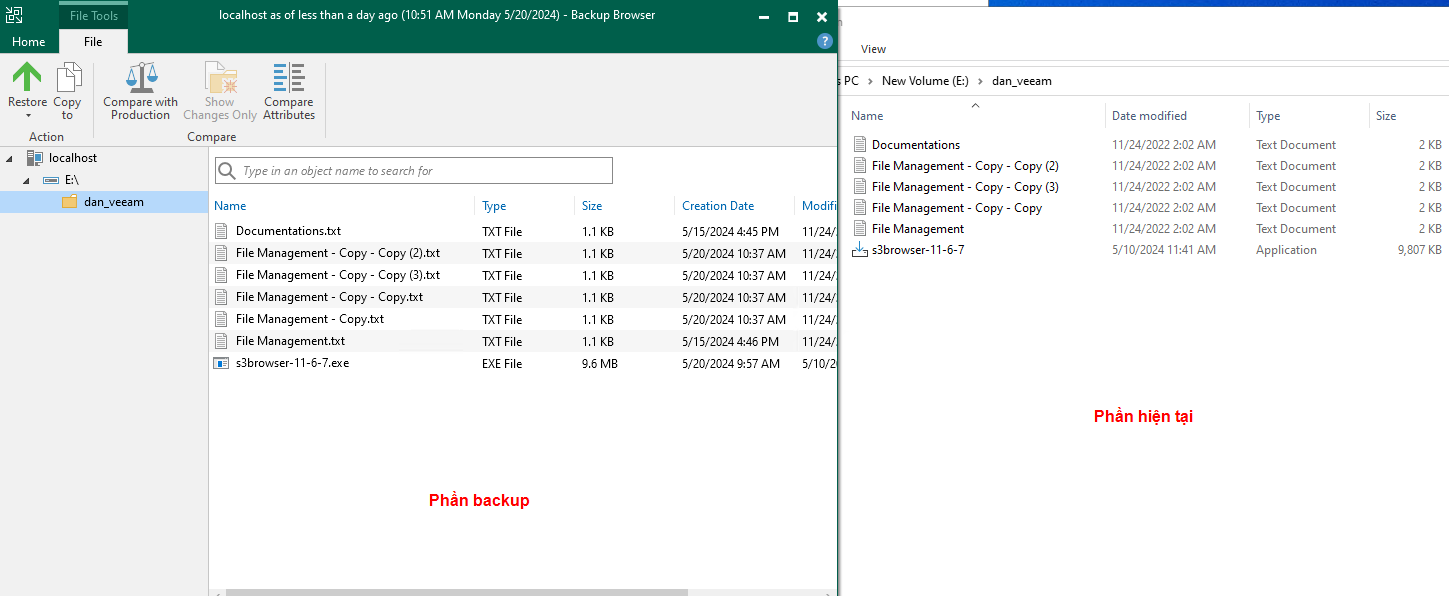 File Tools
localhost as of less than a day ago (10:51 AM Monday 5/20/2024) - Backup Browser
Home File
?
Restore
Copy to
Compare with Production
Show Changes Only
Compare Attributes
Action
Compare
localhost
E:\
dan_veeam
Type in an object name to search for
Name Type Size Creation Date Modifi
Documentations.txt TXT File 1.1 KB 5/15/2024 4:45 PM 11/24/
File Management - Copy - Copy (2).txt TXT File 1.1 KB 5/20/2024 10:37 AM 11/24/
File Management - Copy - Copy (3).txt TXT File 1.1 KB 5/20/2024 10:37 AM 11/24/
File Management - Copy - Copy.txt TXT File 1.1 KB 5/20/2024 10:37 AM 11/24/
File Management - Copy.txt TXT File 1.1 KB 5/20/2024 10:37 AM 11/24/
File Management.txt TXT File 1.1 KB 5/15/2024 4:46 PM 11/24/
s3browser-11-6-7.exe EXE File 9.6 MB 5/20/2024 9:57 AM 5/10/2
Phần backup
View
s PC › New Volume (E:) › dan_veeam
Name Date modified Type Size
Documentations 11/24/2022 2:02 AM Text Document 2 KB
File Management - Copy - Copy (2) 11/24/2022 2:02 AM Text Document 2 KB
File Management - Copy - Copy (3) 11/24/2022 2:02 AM Text Document 2 KB
File Management - Copy - Copy 11/24/2022 2:02 AM Text Document 2 KB
File Management 11/24/2022 2:02 AM Text Document 2 KB
s3browser-11-6-7 5/10/2024 11:41 AM Application 9,807 KB
Phần hiện tại